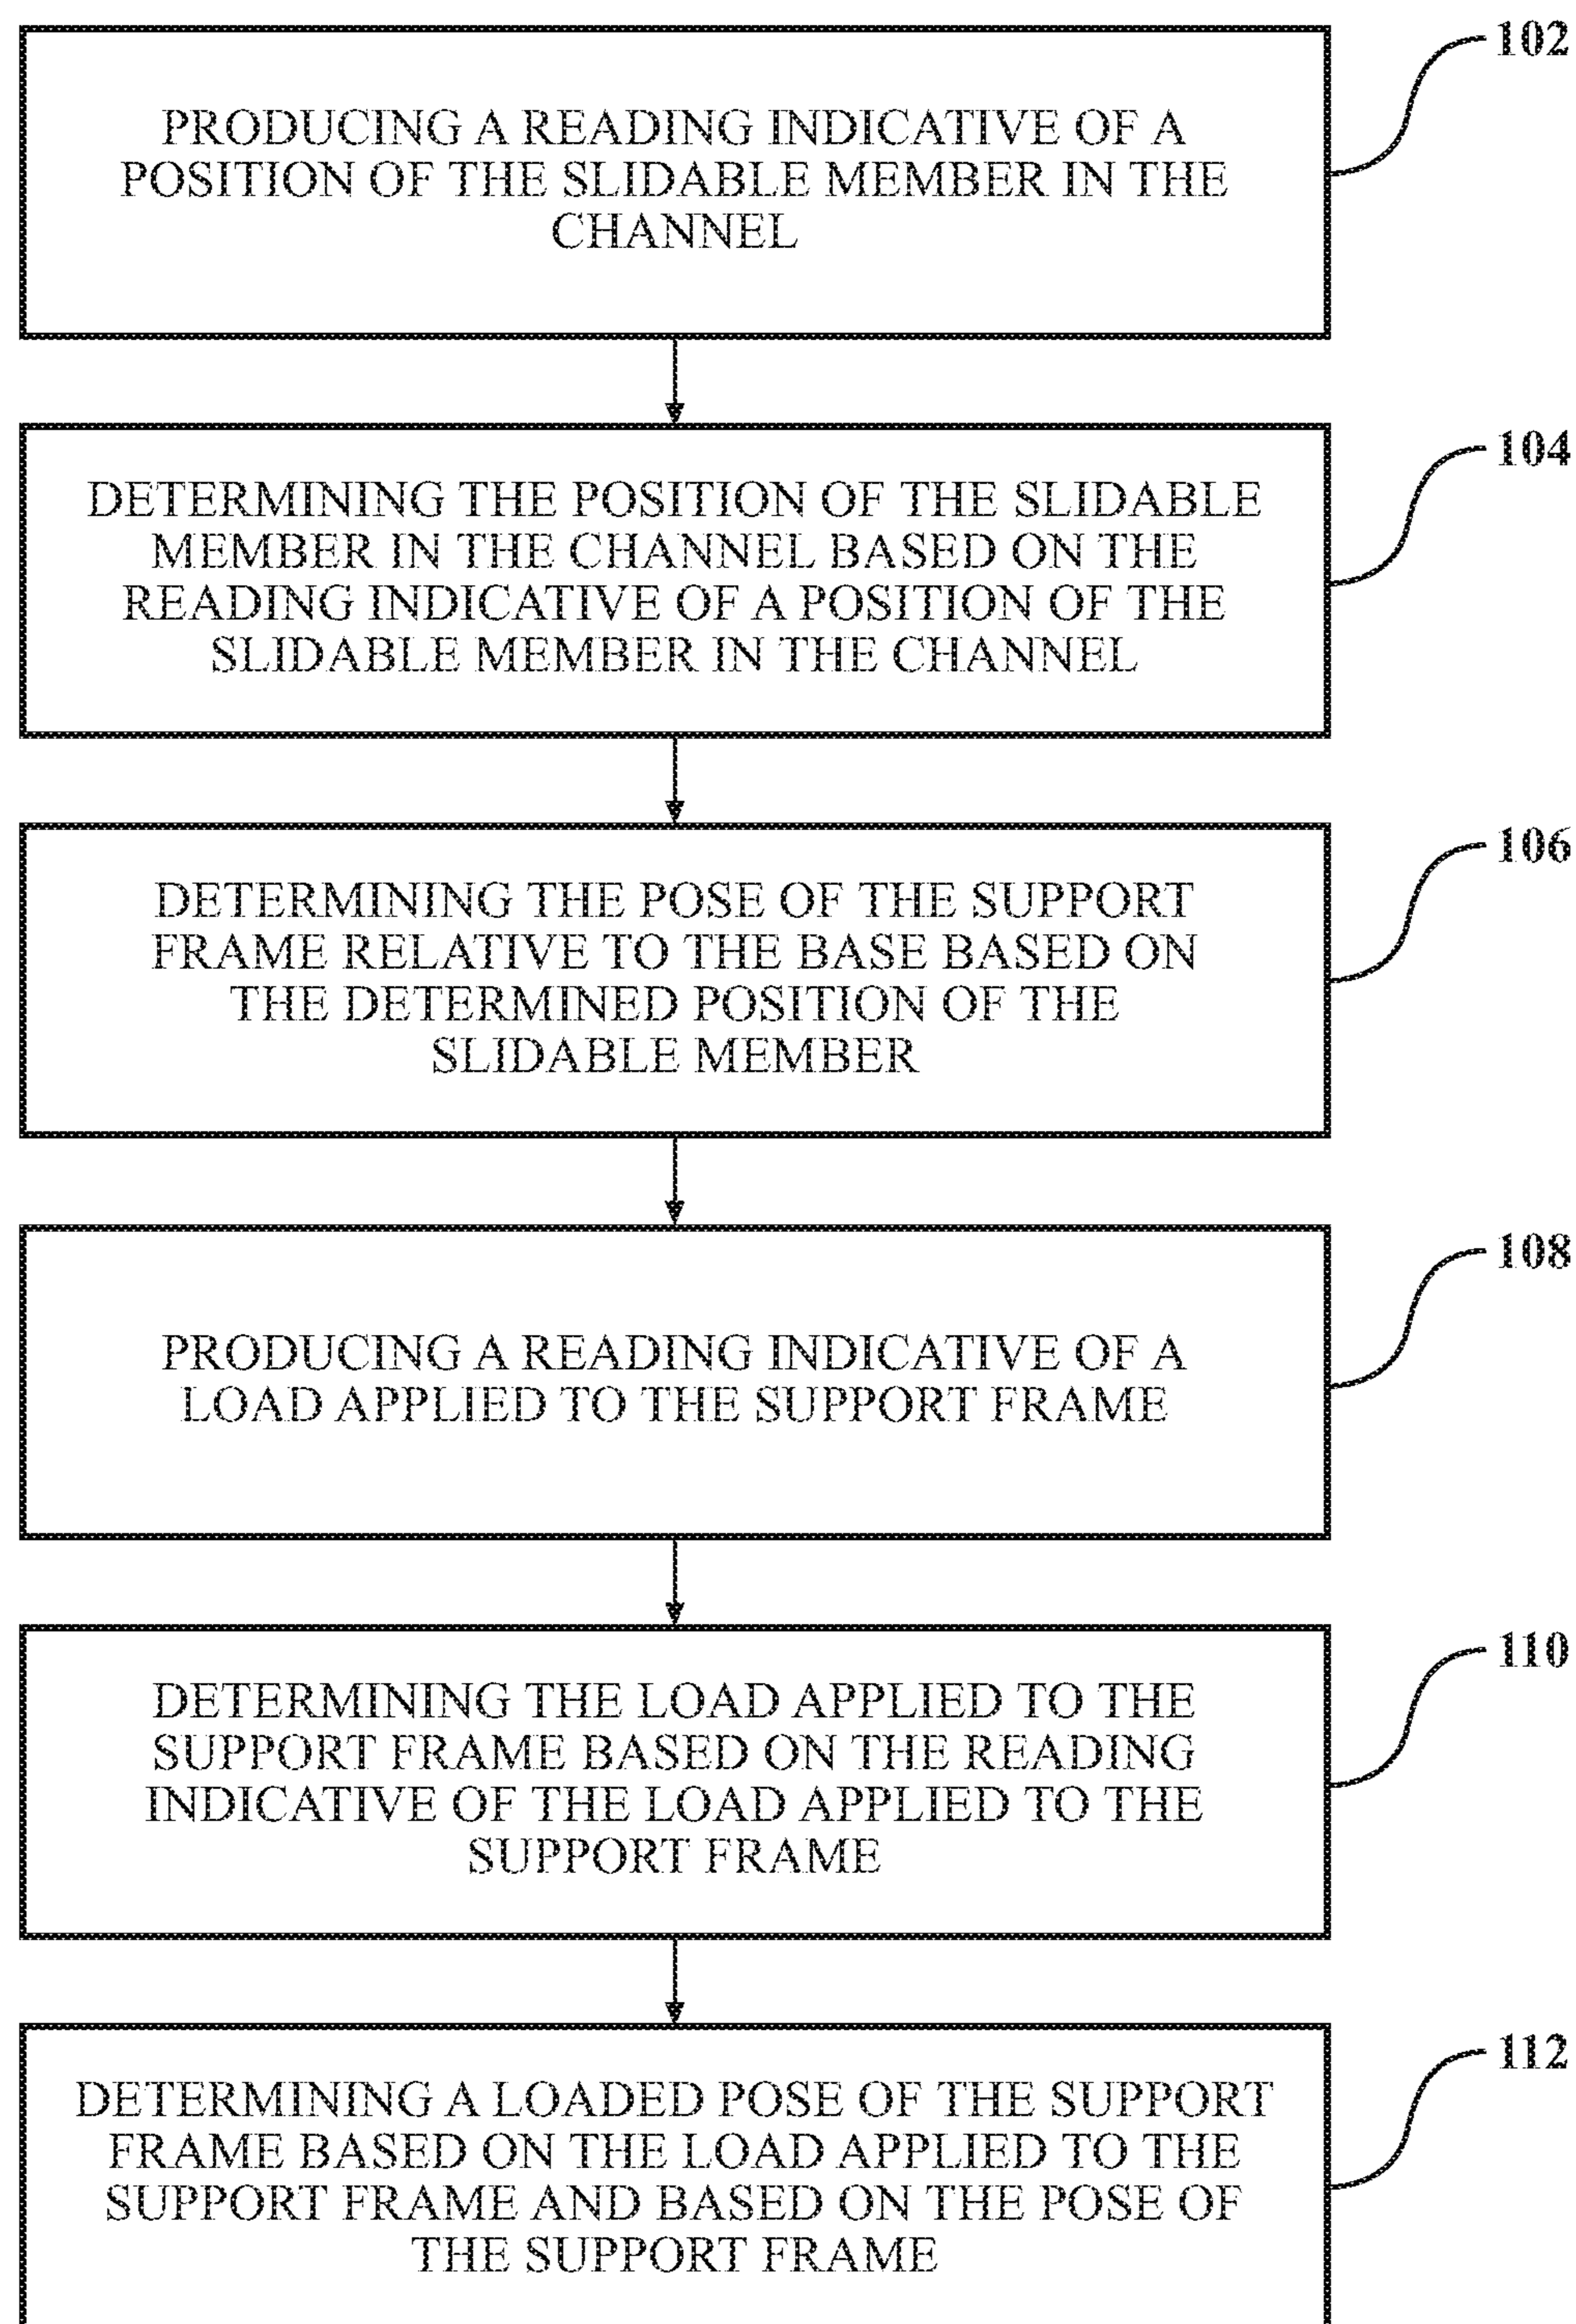 102
PRODUCING A READING INDICATIVE OF A
POSITION OF THE SLIDABLE MEMBER IN THE
CHANNEL
104
DETERMINING THE POSITION OF THE SLIDABLE
MEMBER IN THE CHANNEL BASED ON THE
READING INDICATIVE OF A POSITION OF THE
SLIDABLE MEMBER IN THE CHANNEL
106
DETERMINING THE POSE OF THE SUPPORT
FRAME RELATIVE TO THE BASE BASED ON
THE DETERMINED POSITION OF THE
SLIDABLE MEMBER
108
PRODUCING A READING INDICATIVE OF A
LOAD APPLIED TO THE SUPPORT FRAME
110
DETERMINING THE LOAD APPLIED TO THE
SUPPORT FRAME BASED ON THE READING
INDICATIVE OF THE LOAD APPLIED TO THE
SUPPORT FRAME
112
DETERMINING A LOADED POSE OF THE SUPPORT
FRAME BASED ON THE LOAD APPLIED TO THE
SUPPORT FRAME AND BASED ON THE POSE OF
THE SUPPORT FRAME